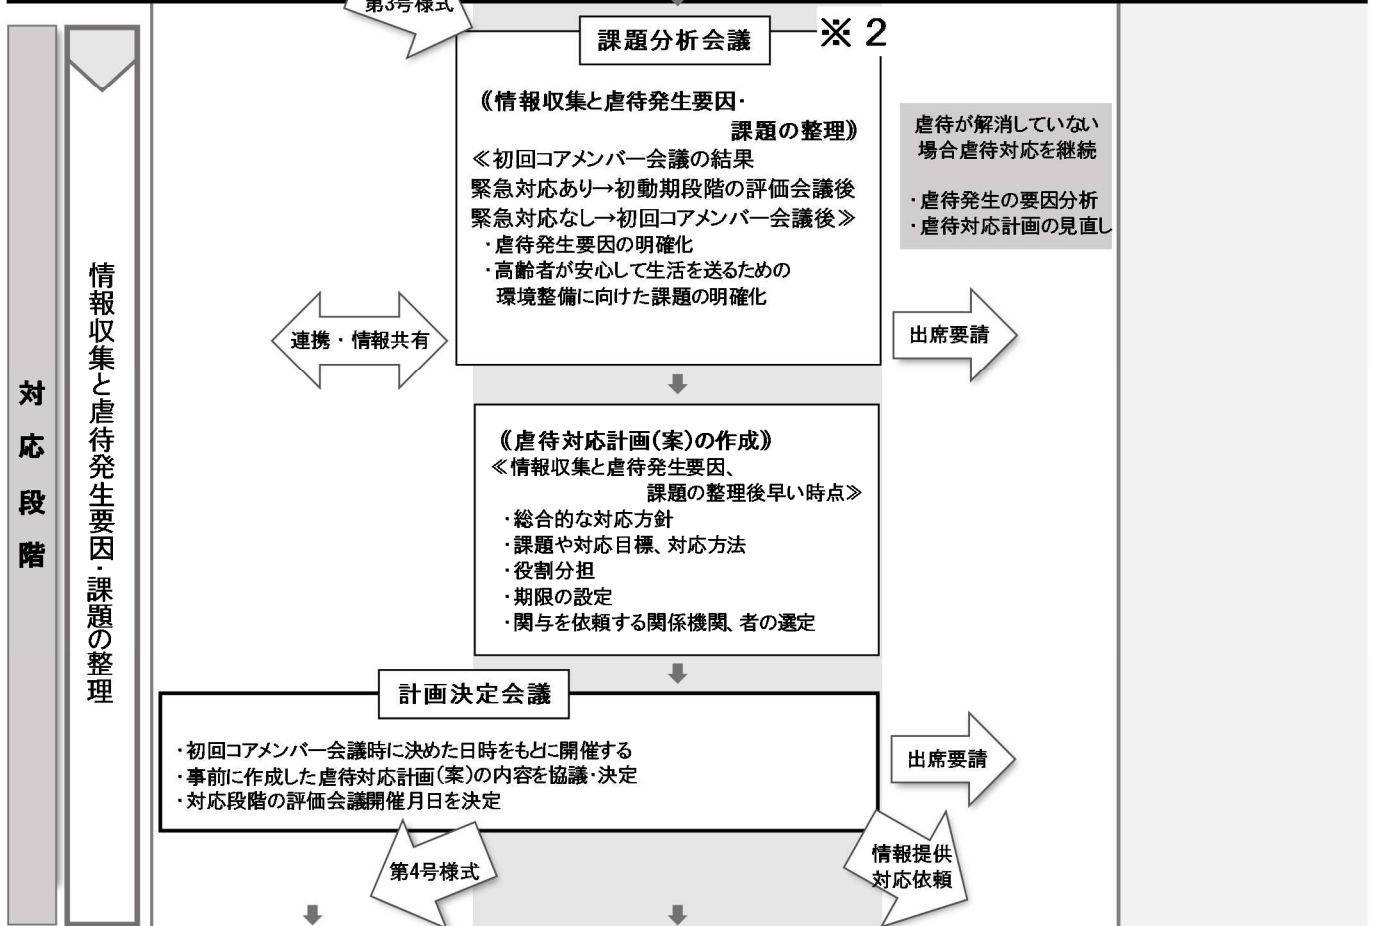 第3号様式
課題分析会議
※２
⟪情報収集と虐待発生要因・
課題の整理⟫
≪初回コアメンバー会議の結果
緊急対応あり→初動期段階の評価会議後
緊急対応なし→初回コアメンバー会議後≫
・虐待発生要因の明確化
・高齢者が安心して生活を送るための
環境整備に向けた課題の明確化
虐待が解消していない
場合虐待対応を継続
・虐待発生の要因分析
・虐待対応計画の見直し
連携・情報共有
出席要請
対応段階
情報収集と虐待発生要因・課題の整理
⟪虐待対応計画(案)の作成⟫
≪情報収集と虐待発生要因、
課題の整理後早い時点≫
・総合的な対応方針
・課題や対応目標、対応方法
・役割分担
・期限の設定
・関与を依頼する関係機関、者の選定
計画決定会議
・初回コアメンバー会議時に決めた日時をもとに開催する
・事前に作成した虐待対応計画(案)の内容を協議・決定
・対応段階の評価会議開催月日を決定
出席要請
第4号様式
情報提供
対応依頼